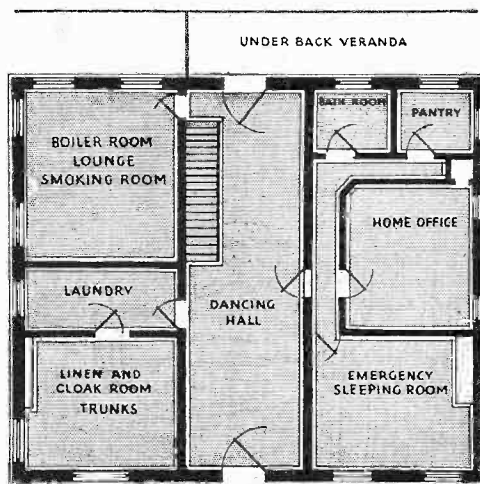 UNDER BACK VERANDA
BATH ROOM
PANTRY
BOILER ROOM
LOUNGE
SMOKING ROOM
HOME OFFICE
LAUNDRY
DANCING
HALL
LINEN AND
CLOAK ROOM
TRUNKS
EMERGENCY
SLEEPING ROOM